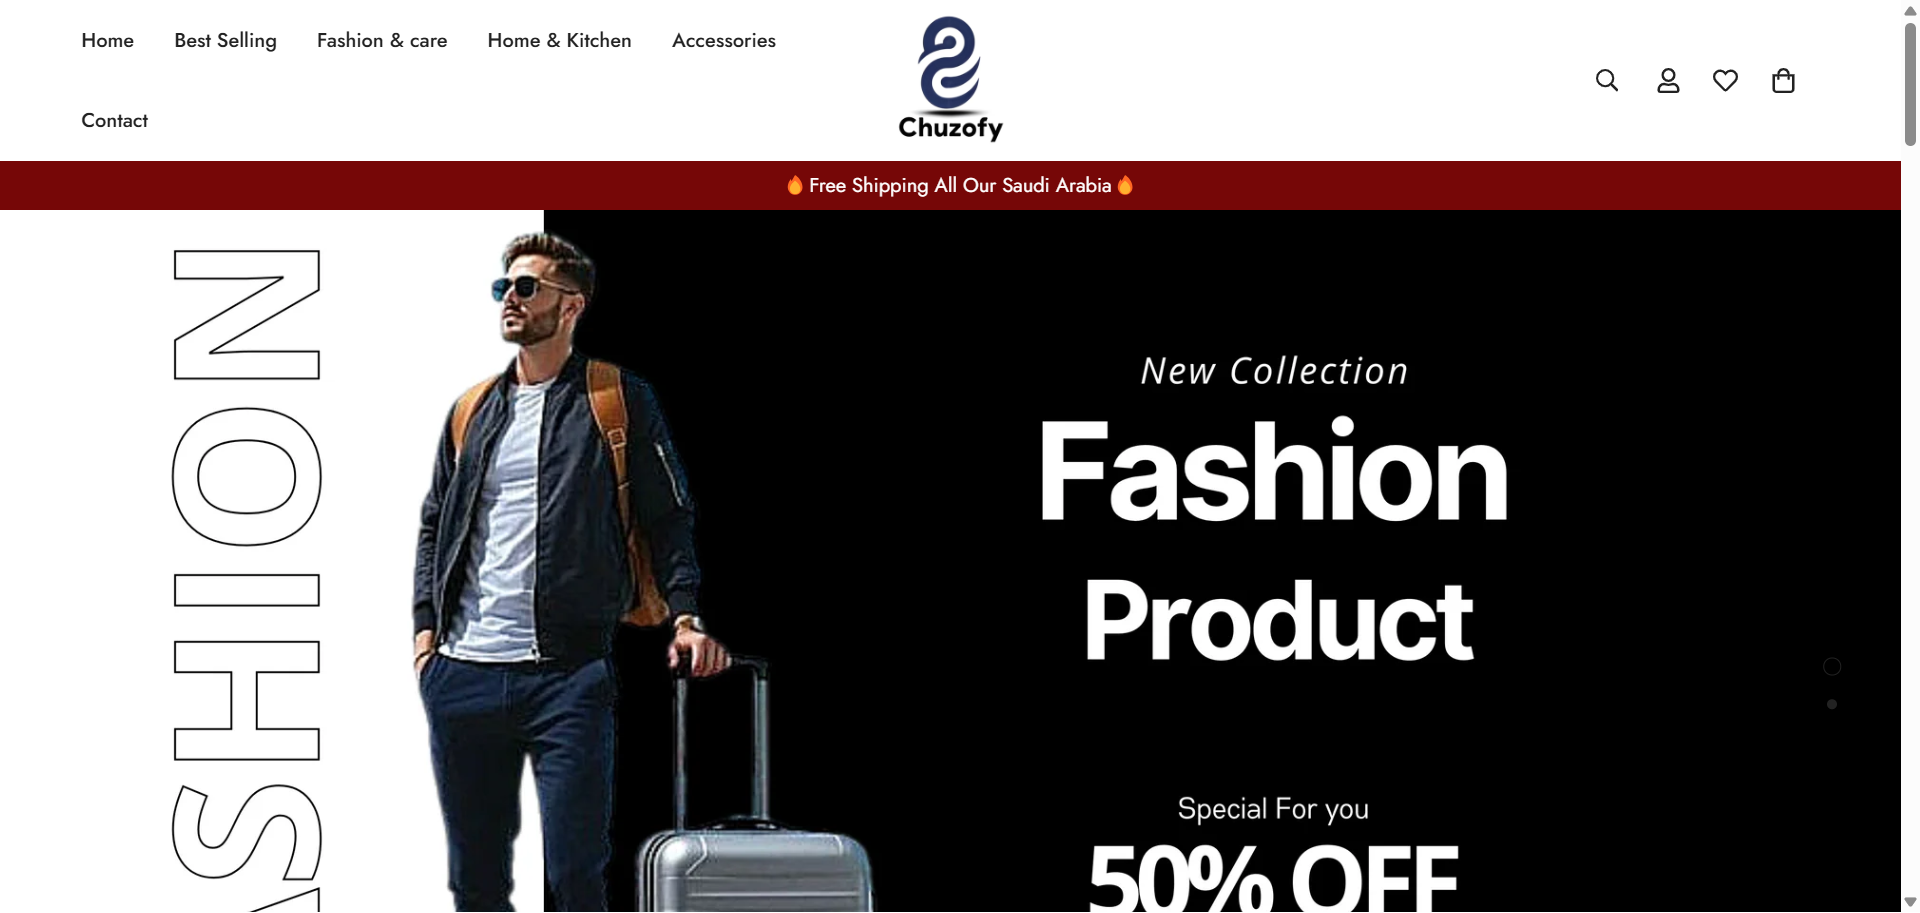 Home Best Selling Fashion & care Home & Kitchen Accessories
Contact
Chuzofy
🔥 Free Shipping All Our Saudi Arabia 🔥
FASHION
New Collection
Fashion
Product
Special For you
50% OFF